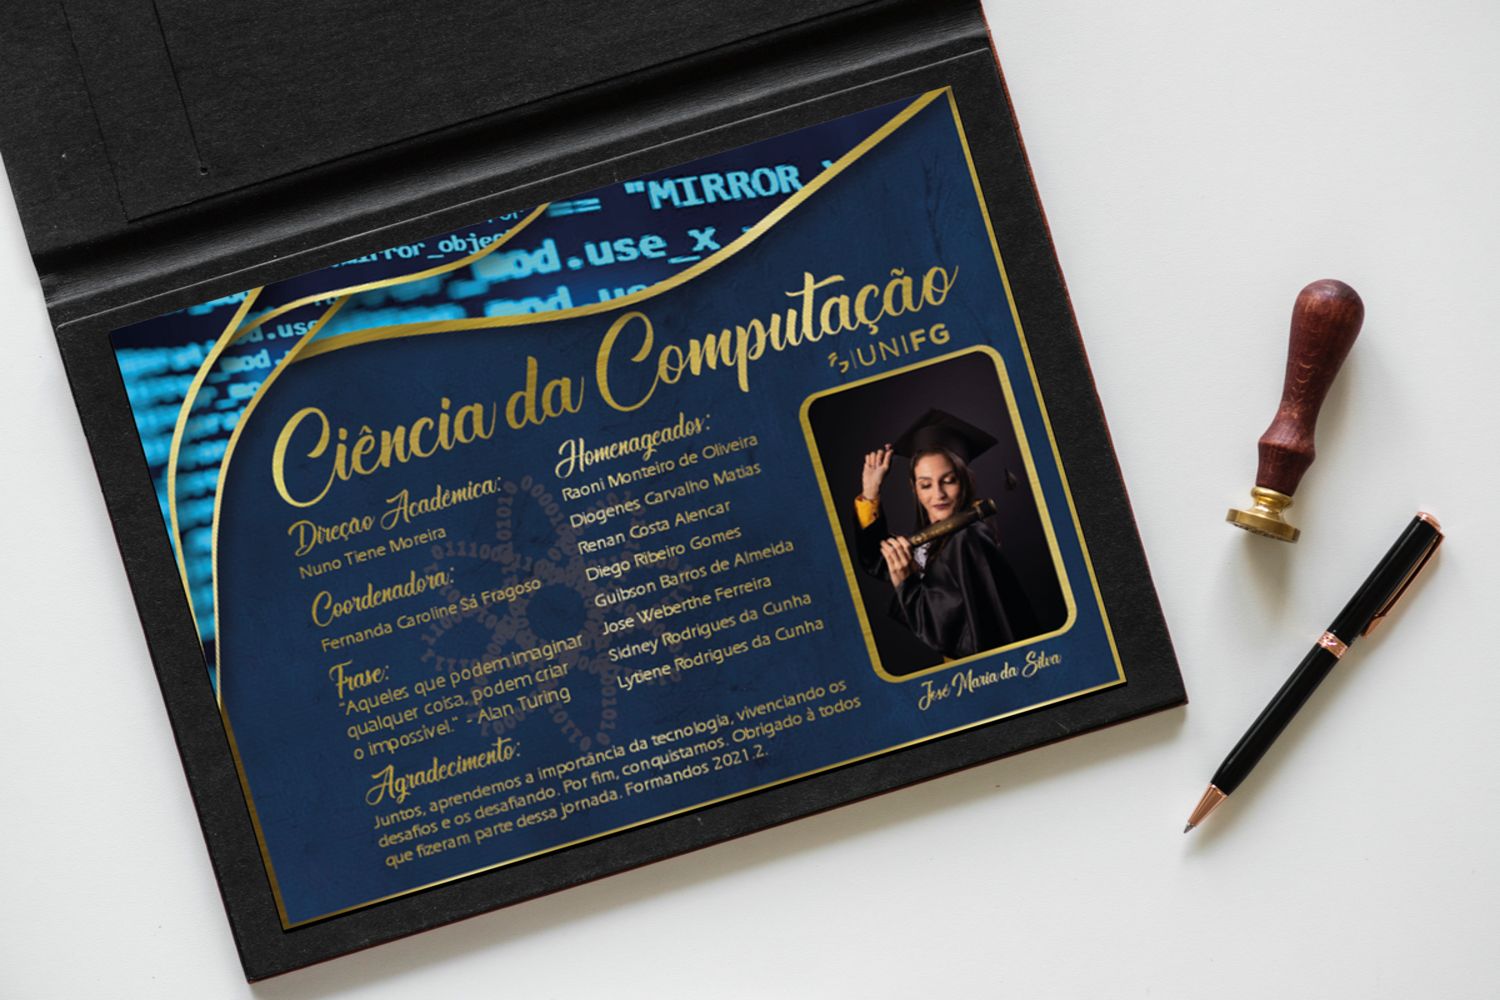 "MIRROR
mirror_object
mod.use_x
Ciência da Computação
UNIFG
Direção Acadêmica:
Nuno Tiene Moreira
Coordenadora:
Fernanda Caroline Sá Fragoso
Frase:
"Aqueles que podem imaginar
qualquer coisa, podem criar
o impossível." - Alan Turing
Homenageados:
Raoni Monteiro de Oliveira
Diogenes Carvalho Matias
Renan Costa Alencar
Diego Ribeiro Gomes
Guibson Barros de Almeida
Jose Weberthe Ferreira
Sidney Rodrigues da Cunha
Lytiene Rodrigues da Cunha
José Maria da Silva
Agradecimento:
Juntos, aprendemos a importância da tecnologia, vivenciando os
desafios e os desafiando. Por fim, conquistamos. Obrigado à todos
que fizeram parte dessa jornada. Formandos 2021.2.